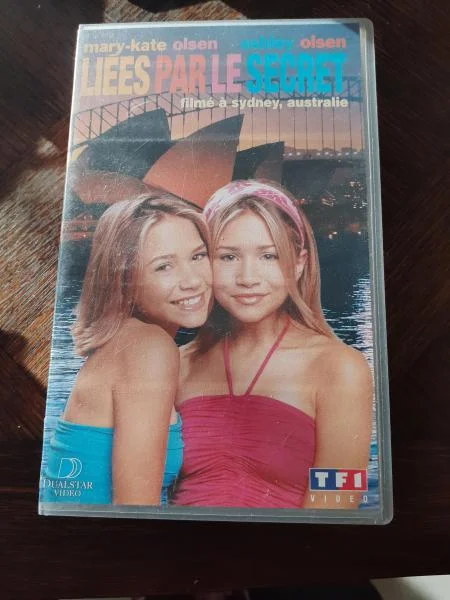 mary-kate olsen ashley olsen
LIÉES PAR LE SECRET
filmé à sydney, australie
DUALSTAR
VIDEO
TF1
VIDEO